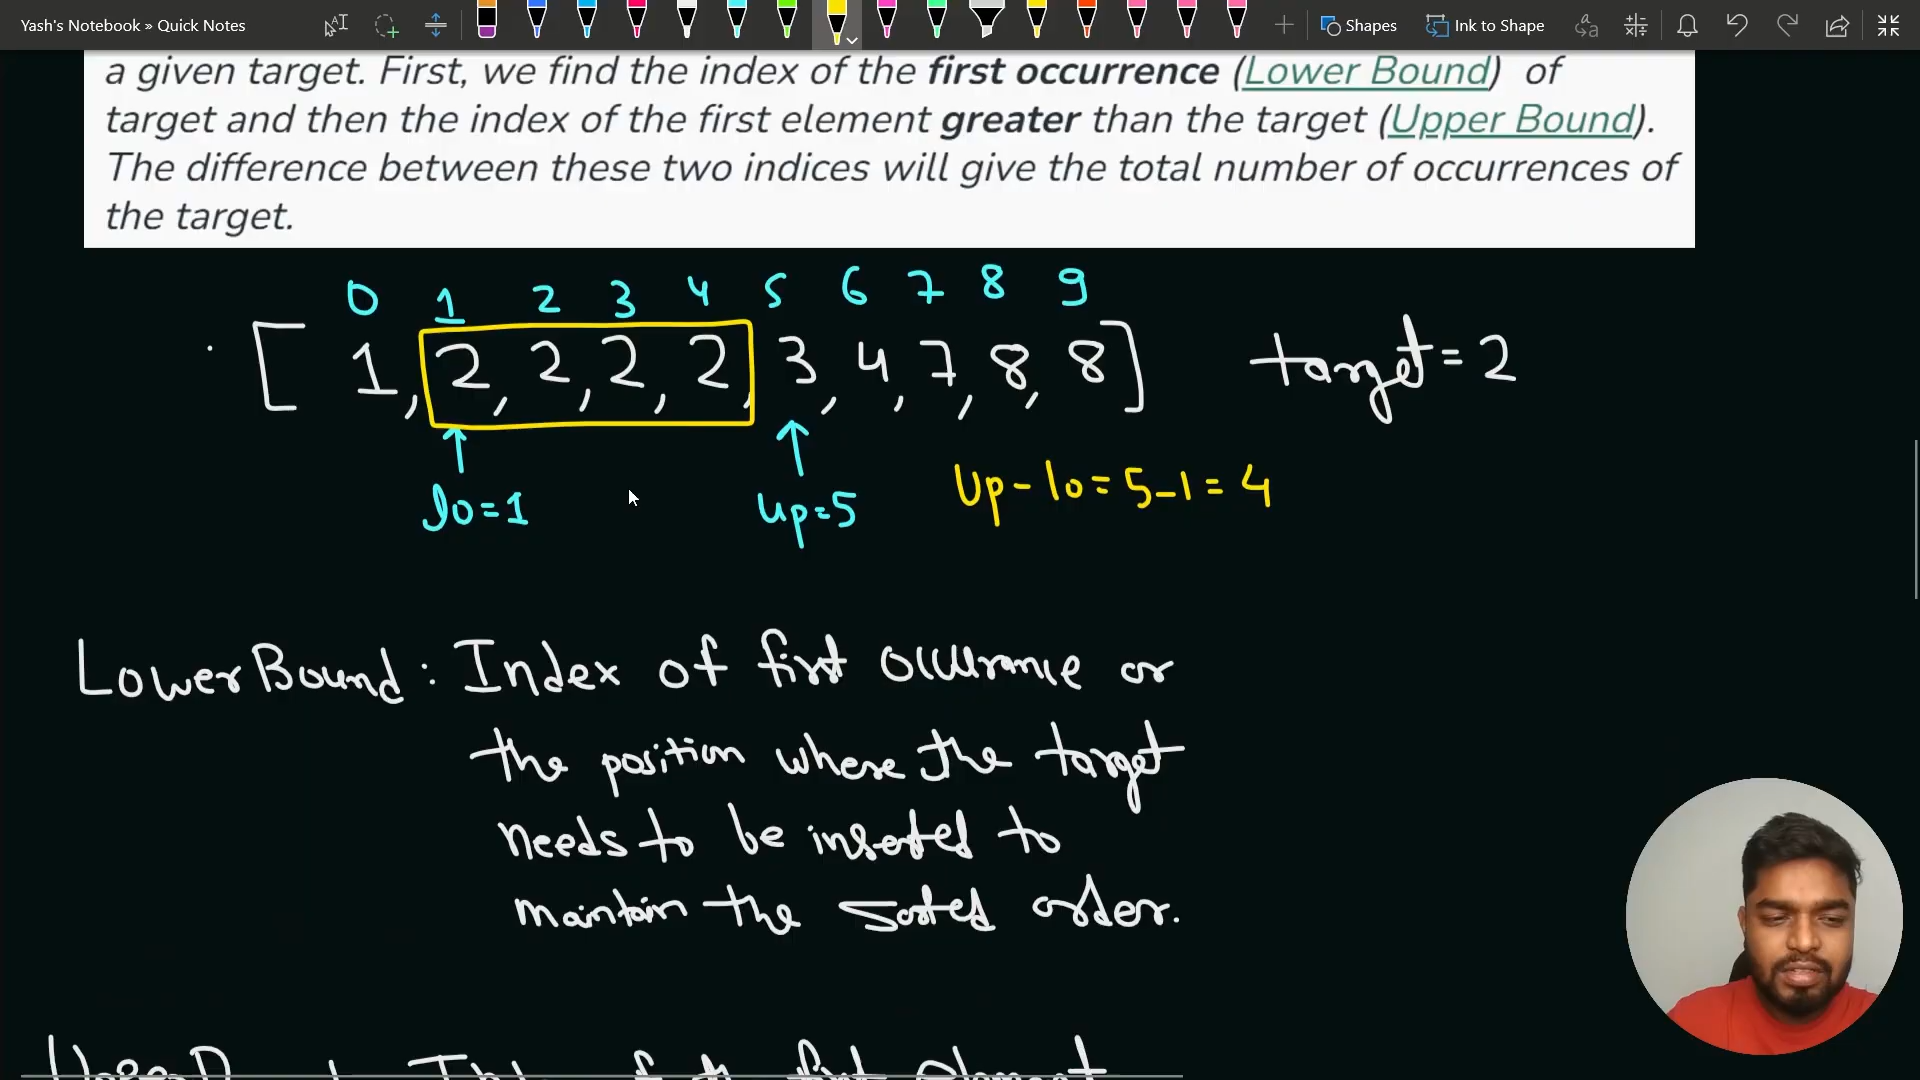 Yash's Notebook » Quick Notes
Shapes
Ink to Shape
a given target. First, we find the index of the first occurrence (Lower Bound) of
target and then the index of the first element greater than the target (Upper Bound).
The difference between these two indices will give the total number of occurrences of
the target.
0 1 2 3 4 5 6 7 8 9
[ 1, 2, 2, 2, 2, 3, 4, 7, 8, 8] target = 2
lo = 1 up = 5 Up - lo = 5 - 1 = 4
Lower Bound : Index of first Occurance or
the position where the target
needs to be inserted to
maintain the sorted order.